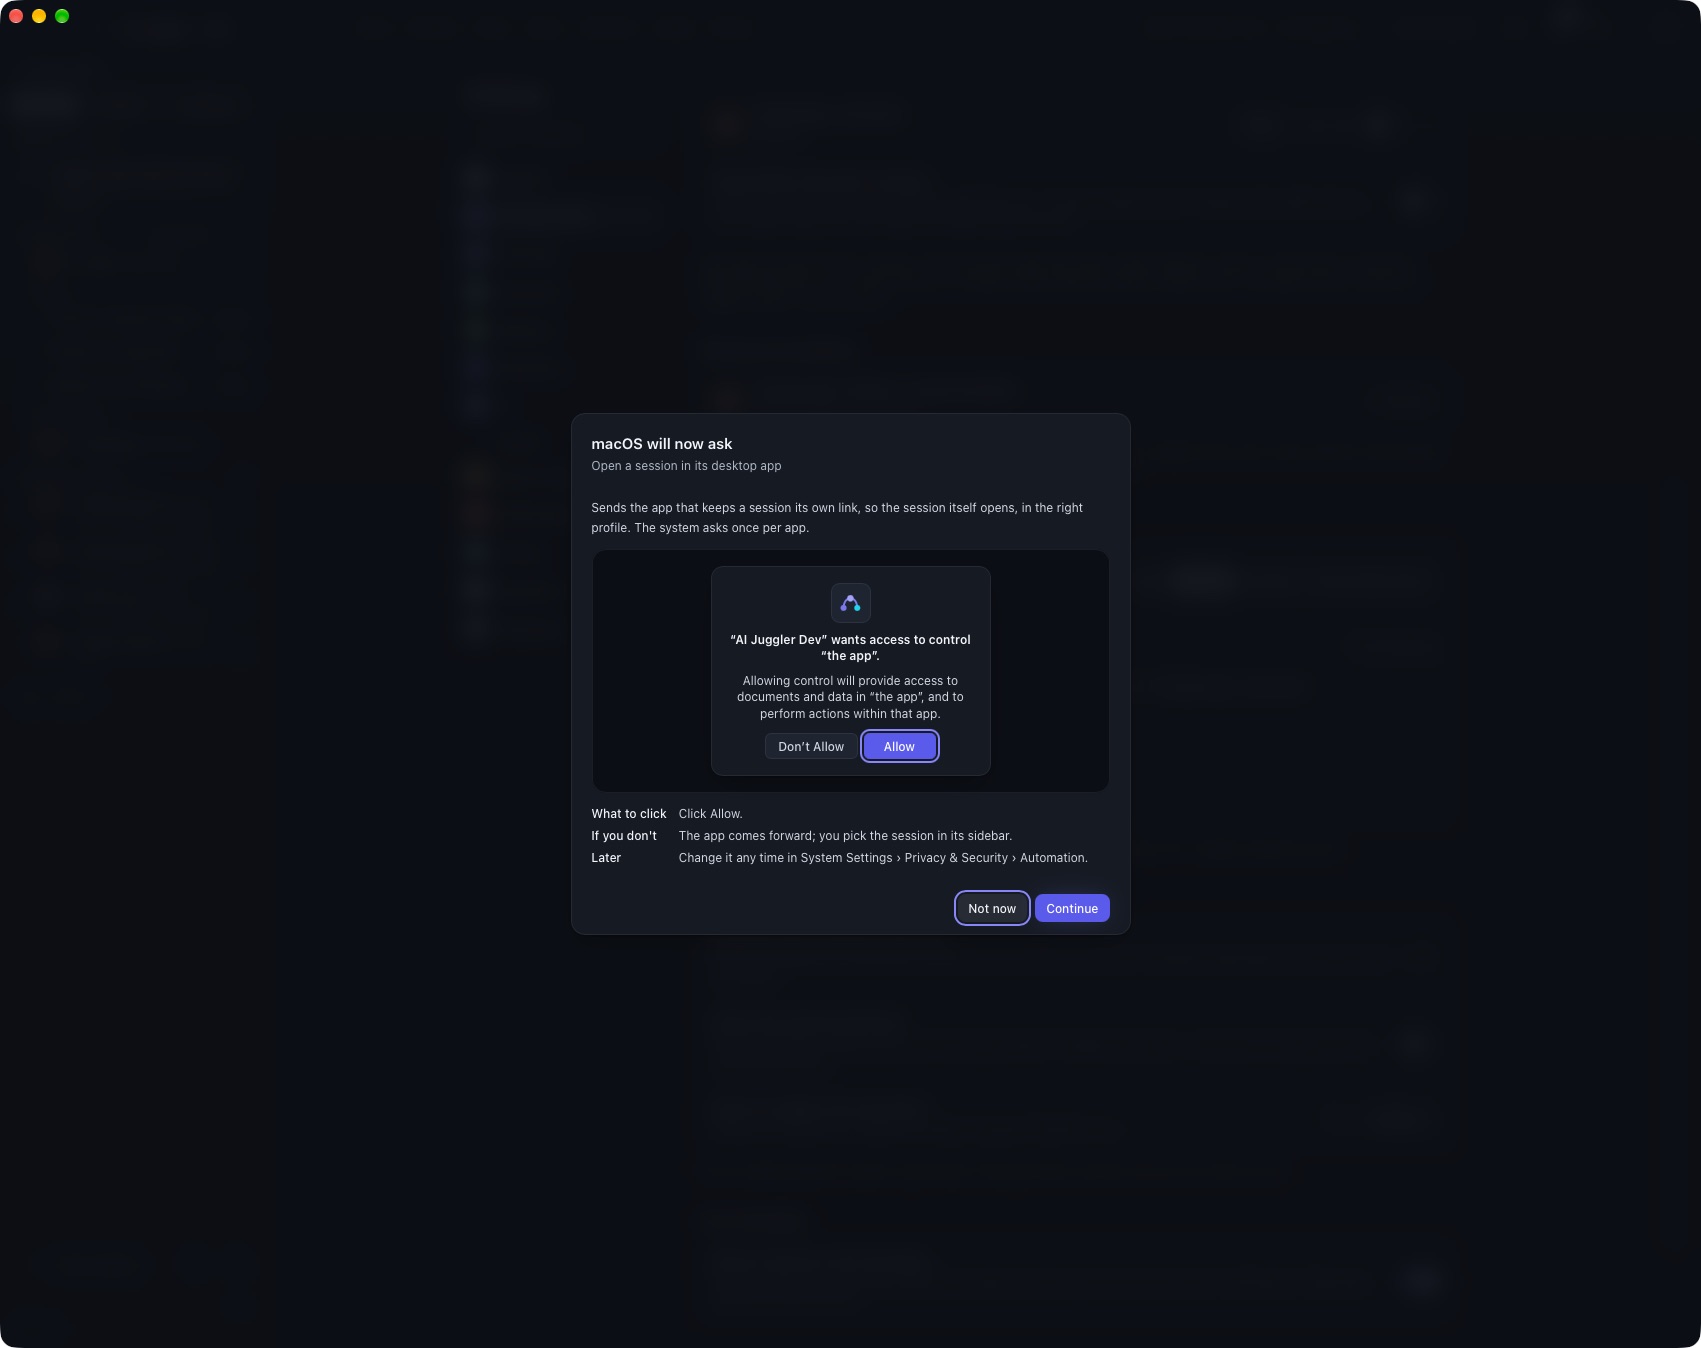 macOS will now ask
Open a session in its desktop app
Sends the app that keeps a session its own link, so the session itself opens, in the right
profile. The system asks once per app.
“AI Juggler Dev” wants access to control
“the app”.
Allowing control will provide access to
documents and data in “the app”, and to
perform actions within that app.
Don’t Allow
Allow
What to click Click Allow.
If you don't The app comes forward; you pick the session in its sidebar.
Later Change it any time in System Settings › Privacy & Security › Automation.
Not now
Continue